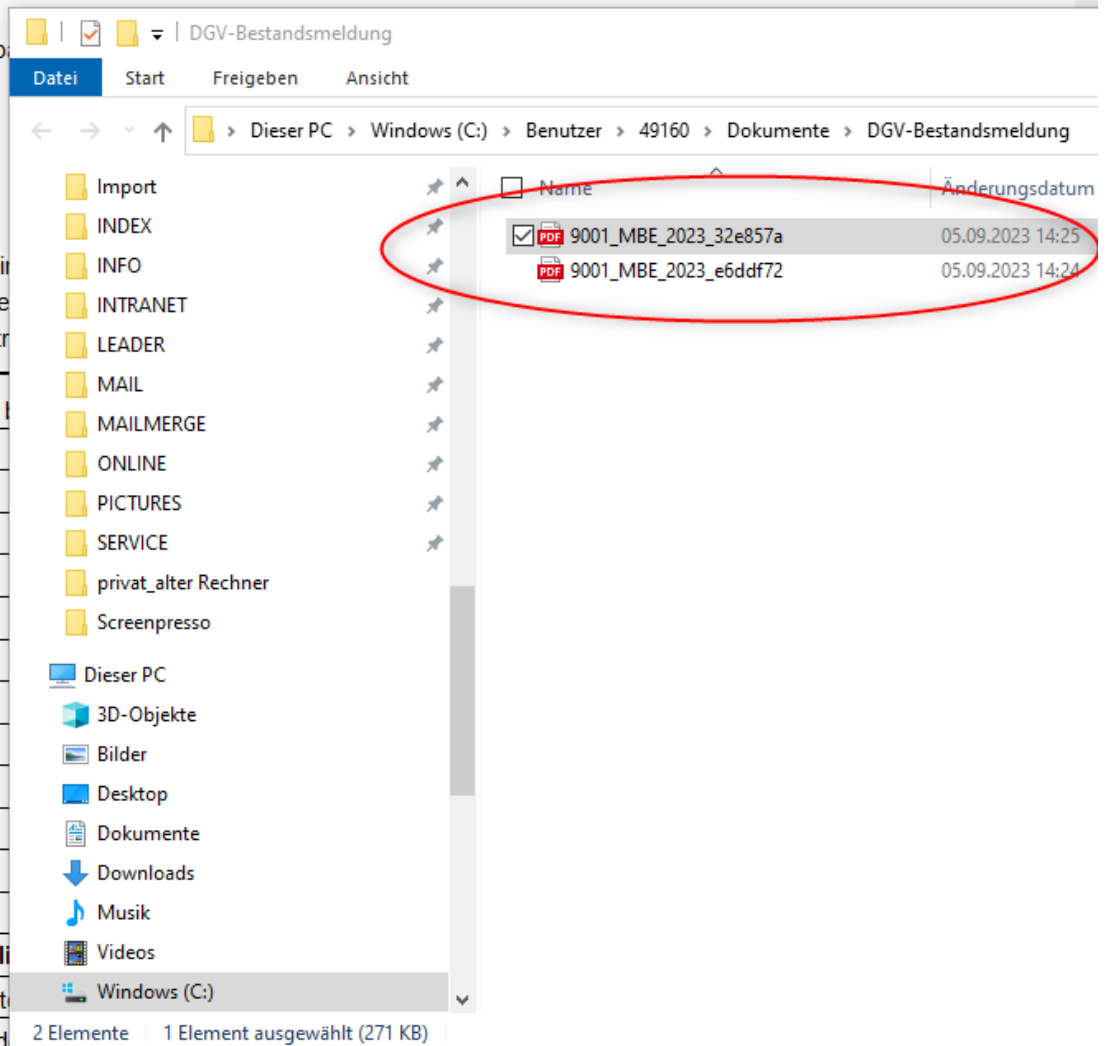 DGV-Bestandsmeldung
Datei Start Freigeben Ansicht
Dieser PC > Windows (C:) > Benutzer > 49160 > Dokumente > DGV-Bestandsmeldung
Name Änderungsdatum
Import
INDEX
INFO
INTRANET
LEADER
MAIL
MAILMERGE
ONLINE
PICTURES
SERVICE
privat_alter Rechner
Screenpresso
Dieser PC
3D-Objekte
Bilder
Desktop
Dokumente
Downloads
Musik
Videos
Windows (C:)
PDF 9001_MBE_2023_32e857a 05.09.2023 14:25
PDF 9001_MBE_2023_e6ddf72 05.09.2023 14:24
2 Elemente 1 Element ausgewählt (271 KB)